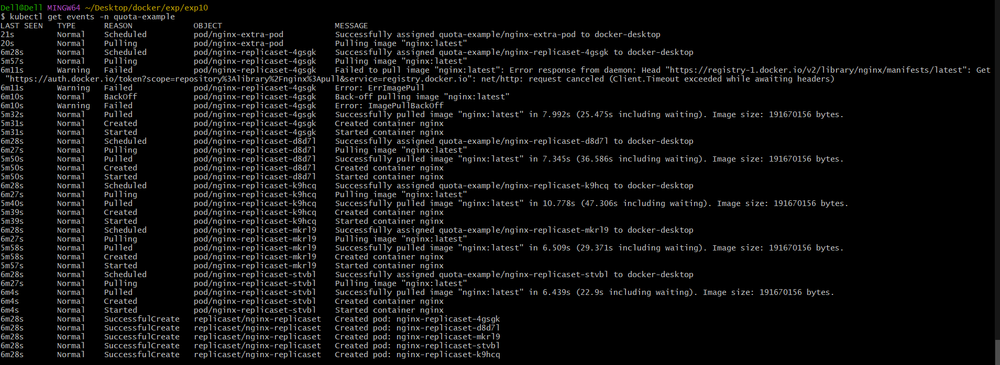 Dell@Dell MINGW64 ~/Desktop/docker/exp/exp10
$ kubectl get events -n quota-example
LAST SEEN   TYPE      REASON             OBJECT                        MESSAGE
21s         Normal    Scheduled          pod/nginx-extra-pod           Successfully assigned quota-example/nginx-extra-pod to docker-desktop
20s         Normal    Pulling            pod/nginx-extra-pod           Pulling image "nginx:latest"
6m28s       Normal    Scheduled          pod/nginx-replicaset-4gsgk    Successfully assigned quota-example/nginx-replicaset-4gsgk to docker-desktop
5m57s       Normal    Pulling            pod/nginx-replicaset-4gsgk    Pulling image "nginx:latest"
6m11s       Warning   Failed             pod/nginx-replicaset-4gsgk    Failed to pull image "nginx:latest": Error response from daemon: Head "https://registry-1.docker.io/v2/library/nginx/manifests/latest": Get
 "https://auth.docker.io/token?scope=repository%3Alibrary%2Fnginx%3Apull&service=registry.docker.io": net/http: request canceled (Client.Timeout exceeded while awaiting headers)
6m11s       Warning   Failed             pod/nginx-replicaset-4gsgk    Error: ErrImagePull
6m10s       Normal    BackOff            pod/nginx-replicaset-4gsgk    Back-off pulling image "nginx:latest"
6m10s       Warning   Failed             pod/nginx-replicaset-4gsgk    Error: ImagePullBackOff
5m32s       Normal    Pulled             pod/nginx-replicaset-4gsgk    Successfully pulled image "nginx:latest" in 7.992s (25.475s including waiting). Image size: 191670156 bytes.
5m31s       Normal    Created            pod/nginx-replicaset-4gsgk    Created container nginx
5m31s       Normal    Started            pod/nginx-replicaset-4gsgk    Started container nginx
6m28s       Normal    Scheduled          pod/nginx-replicaset-d8d7l    Successfully assigned quota-example/nginx-replicaset-d8d7l to docker-desktop
6m27s       Normal    Pulling            pod/nginx-replicaset-d8d7l    Pulling image "nginx:latest"
5m50s       Normal    Pulled             pod/nginx-replicaset-d8d7l    Successfully pulled image "nginx:latest" in 7.345s (36.586s including waiting). Image size: 191670156 bytes.
5m50s       Normal    Created            pod/nginx-replicaset-d8d7l    Created container nginx
5m50s       Normal    Started            pod/nginx-replicaset-d8d7l    Started container nginx
6m28s       Normal    Scheduled          pod/nginx-replicaset-k9hcq    Successfully assigned quota-example/nginx-replicaset-k9hcq to docker-desktop
6m27s       Normal    Pulling            pod/nginx-replicaset-k9hcq    Pulling image "nginx:latest"
5m40s       Normal    Pulled             pod/nginx-replicaset-k9hcq    Successfully pulled image "nginx:latest" in 10.778s (47.306s including waiting). Image size: 191670156 bytes.
5m39s       Normal    Created            pod/nginx-replicaset-k9hcq    Created container nginx
5m39s       Normal    Started            pod/nginx-replicaset-k9hcq    Started container nginx
6m28s       Normal    Scheduled          pod/nginx-replicaset-mkrl9    Successfully assigned quota-example/nginx-replicaset-mkrl9 to docker-desktop
6m27s       Normal    Pulling            pod/nginx-replicaset-mkrl9    Pulling image "nginx:latest"
5m58s       Normal    Pulled             pod/nginx-replicaset-mkrl9    Successfully pulled image "nginx:latest" in 6.509s (29.371s including waiting). Image size: 191670156 bytes.
5m58s       Normal    Created            pod/nginx-replicaset-mkrl9    Created container nginx
5m57s       Normal    Started            pod/nginx-replicaset-mkrl9    Started container nginx
6m28s       Normal    Scheduled          pod/nginx-replicaset-stvbl    Successfully assigned quota-example/nginx-replicaset-stvbl to docker-desktop
6m27s       Normal    Pulling            pod/nginx-replicaset-stvbl    Pulling image "nginx:latest"
6m4s        Normal    Pulled             pod/nginx-replicaset-stvbl    Successfully pulled image "nginx:latest" in 6.439s (22.9s including waiting). Image size: 191670156 bytes.
6m4s        Normal    Created            pod/nginx-replicaset-stvbl    Created container nginx
6m4s        Normal    Started            pod/nginx-replicaset-stvbl    Started container nginx
6m28s       Normal    SuccessfulCreate   replicaset/nginx-replicaset   Created pod: nginx-replicaset-4gsgk
6m28s       Normal    SuccessfulCreate   replicaset/nginx-replicaset   Created pod: nginx-replicaset-d8d7l
6m28s       Normal    SuccessfulCreate   replicaset/nginx-replicaset   Created pod: nginx-replicaset-mkrl9
6m28s       Normal    SuccessfulCreate   replicaset/nginx-replicaset   Created pod: nginx-replicaset-stvbl
6m28s       Normal    SuccessfulCreate   replicaset/nginx-replicaset   Created pod: nginx-replicaset-k9hcq